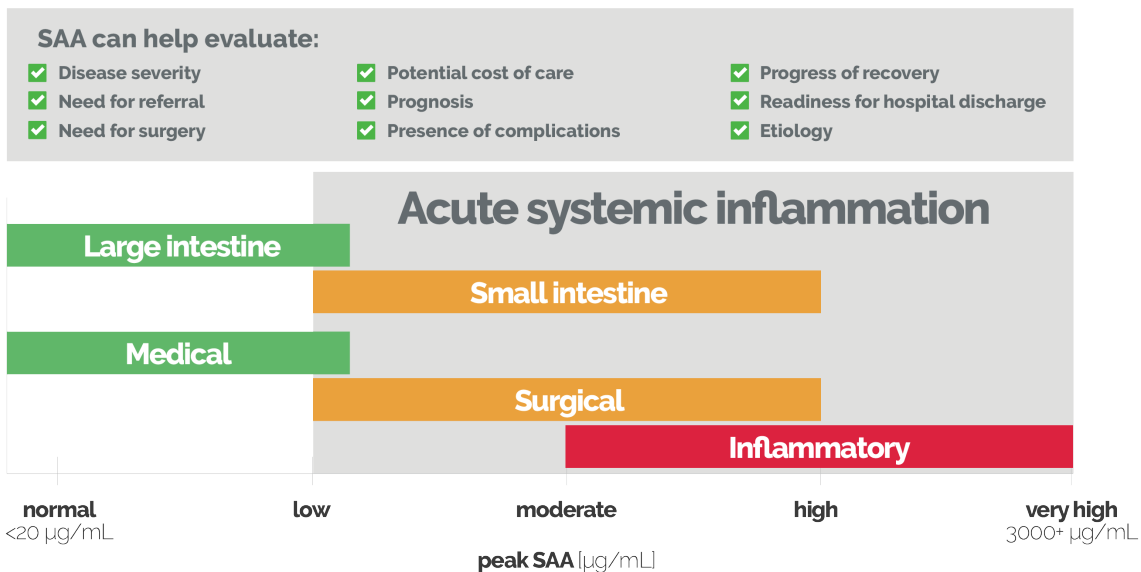 SAA can help evaluate:
Disease severity
Need for referral
Need for surgery
Potential cost of care
Prognosis
Presence of complications
Progress of recovery
Readiness for hospital discharge
Etiology
Acute systemic inflammation
Large intestine
Small intestine
Medical
Surgical
Inflammatory
normal
<20 µg/mL
low
moderate
high
very high
3000+ µg/mL
peak SAA [µg/mL]